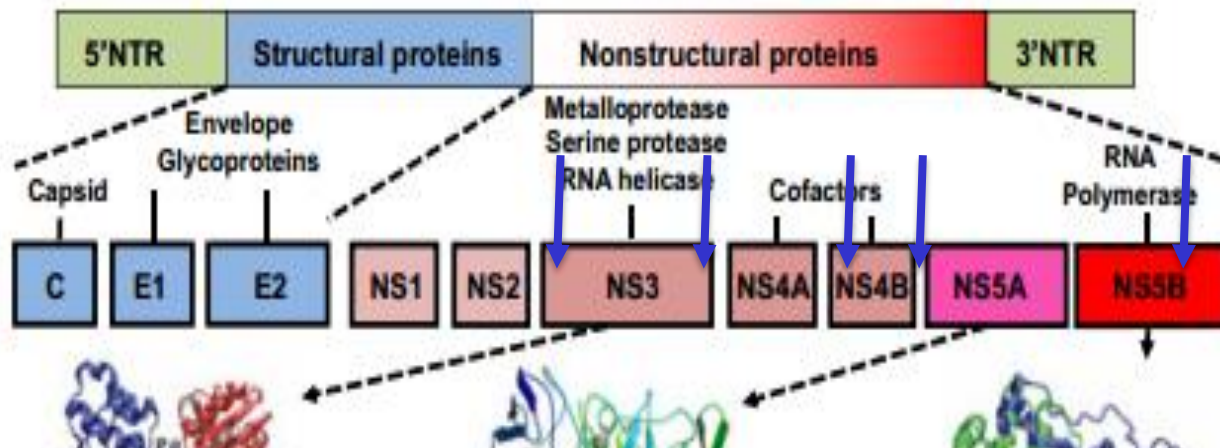 5'NTR Structural proteins Nonstructural proteins 3'NTR
Envelope
Glycoproteins
Capsid
Metalloprotease
Serine protease
RNA helicase
Cofactors
RNA
Polymerase
C E1 E2 NS1 NS2 NS3 NS4A NS4B NS5A NS5B